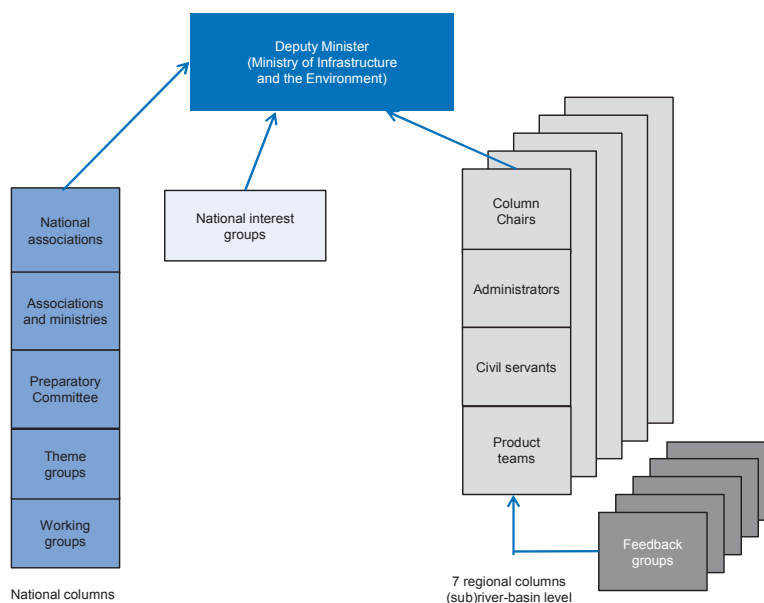 Deputy Minister
(Ministry of Infrastructure
and the Environment)
National
associations
Associations
and ministries
Preparatory
Committee
Theme
groups
Working
groups
National columns
National interest
groups
Column
Chairs
Administrators
Civil servants
Product
teams
7 regional columns
(sub)river-basin level
Feedback
groups